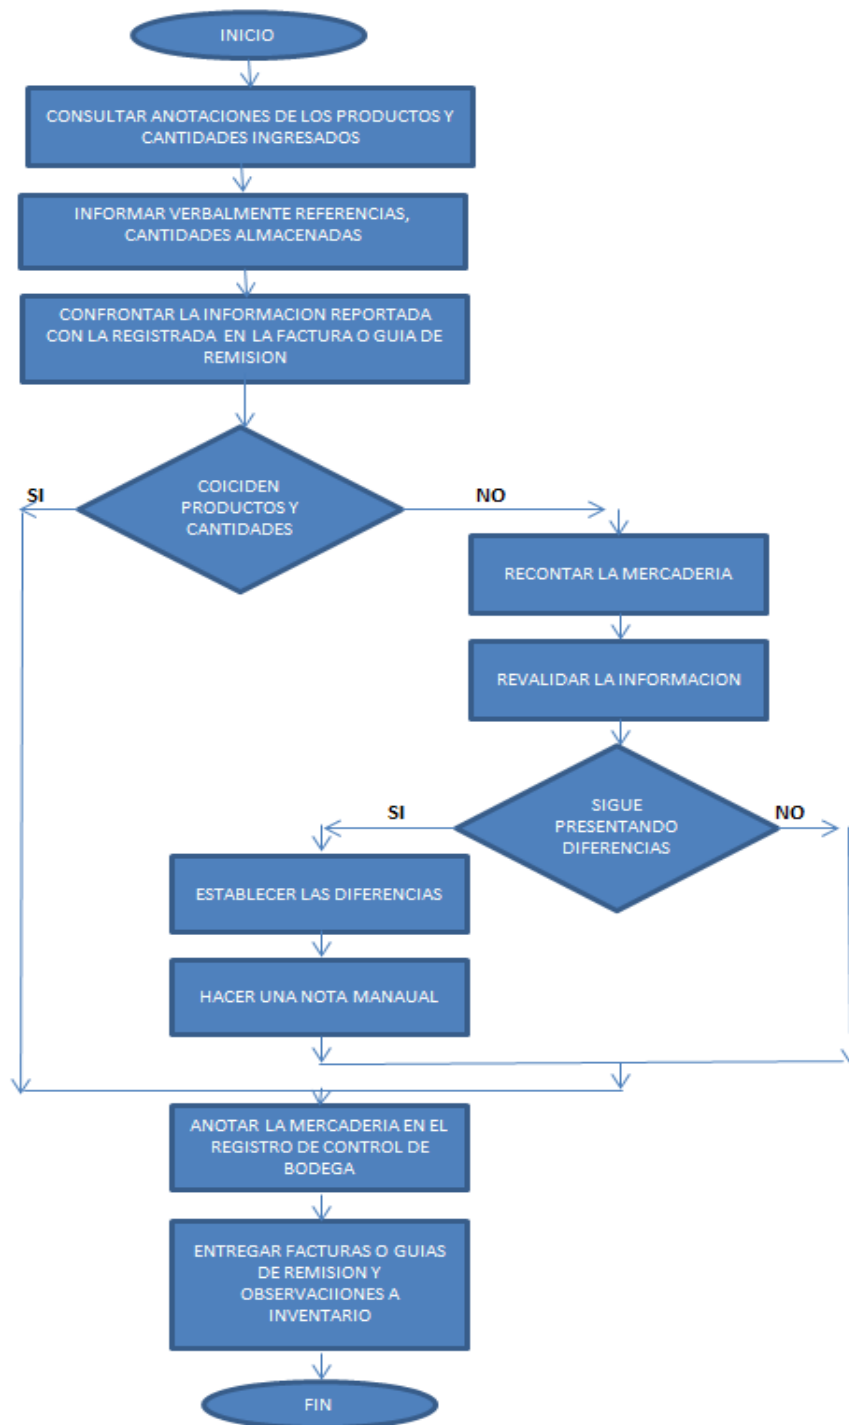 INICIO
CONSULTAR ANOTACIONES DE LOS PRODUCTOS Y
CANTIDADES INGRESADOS
INFORMAR VERBALMENTE REFERENCIAS,
CANTIDADES ALMACENADAS
CONFRONTAR LA INFORMACION REPORTADA
CON LA REGISTRADA EN LA FACTURA O GUIA DE
REMISION
COICIDEN
PRODUCTOS Y
CANTIDADES
SI
NO
RECONTAR LA MERCADERIA
REVALIDAR LA INFORMACION
SIGUE
PRESENTANDO
DIFERENCIAS
SI
NO
ESTABLECER LAS DIFERENCIAS
HACER UNA NOTA MANAUAL
ANOTAR LA MERCADERIA EN EL
REGISTRO DE CONTROL DE
BODEGA
ENTREGAR FACTURAS O GUIAS
DE REMISION Y
OBSERVACIIONES A
INVENTARIO
FIN